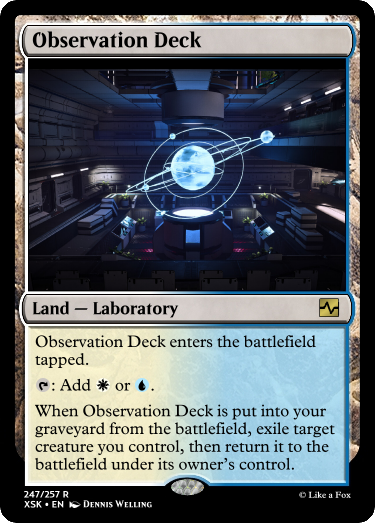 Observation Deck
Land — Laboratory
Observation Deck enters the battlefield
tapped.
: Add or .
When Observation Deck is put into your
graveyard from the battlefield, exile target
creature you control, then return it to the
battlefield under its owner's control.
247/257 R
XSK • EN Dennis Welling
© Like a Fox